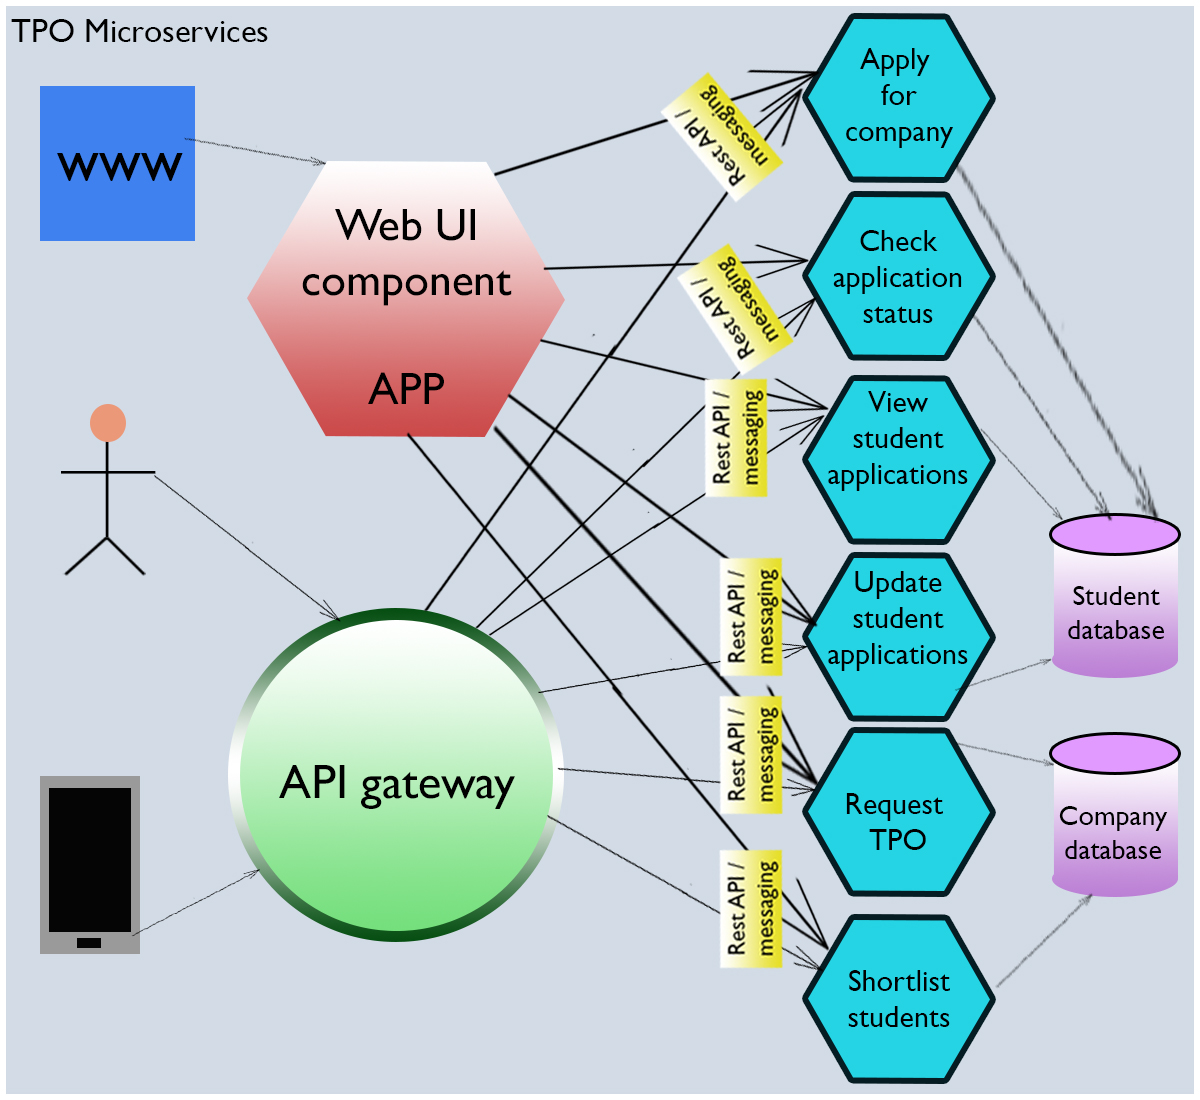 TPO Microservices
www
Web UI
component
APP
API gateway
Rest API /
messaging
Rest API /
messaging
Rest API /
messaging
Rest API /
messaging
Rest API /
messaging
Rest API /
messaging
Apply
for
company
Check
application
status
View
student
applications
Update
student
applications
Request
TPO
Shortlist
students
Student
database
Company
database